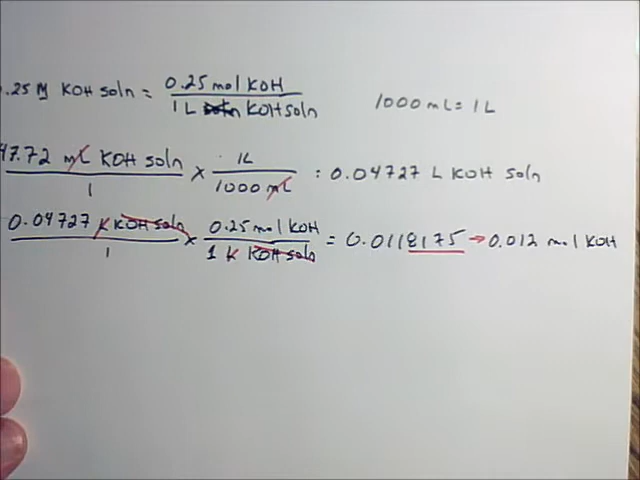 .25 M KOH soln = 0.25 mol KOH / 1 L KOH soln
1000 mL = 1L
47.72 mL KOH soln / 1 × 1L / 1000 mL : 0.04727 L KOH soln
0.04727 L KOH soln / 1 × 0.25 mol KOH / 1 L KOH soln = 0.0118175 → 0.012 mol KOH